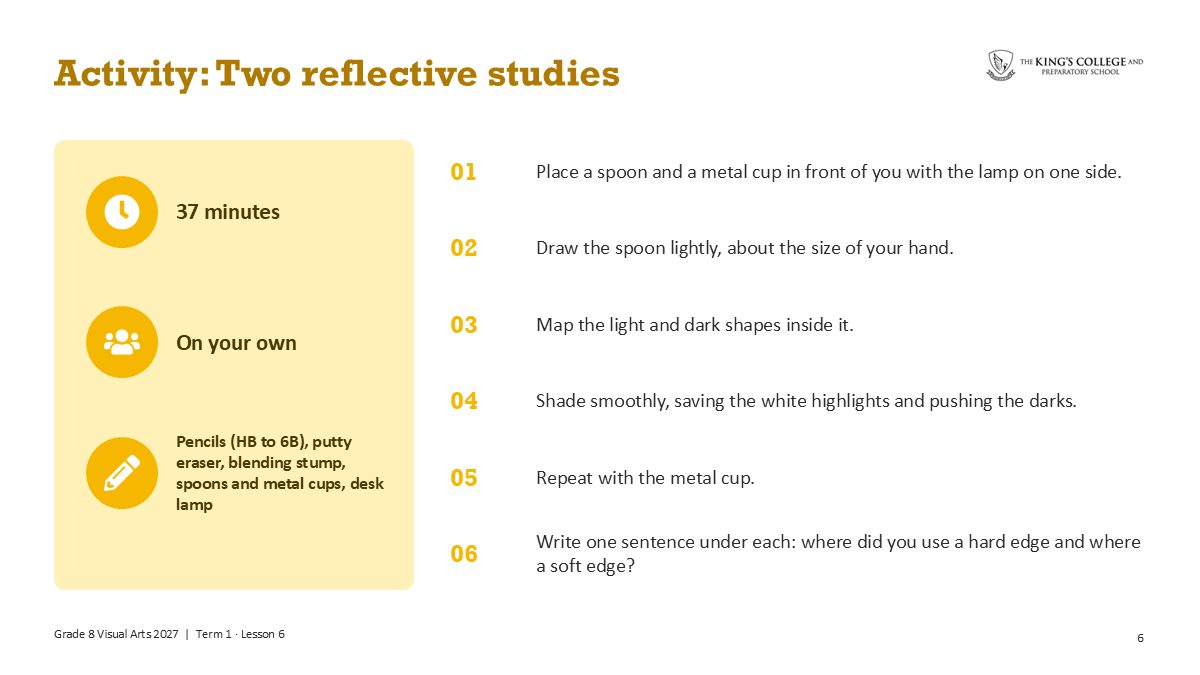 Activity: Two reflective studies
THE KING'S COLLEGE AND
PREPARATORY SCHOOL
37 minutes
On your own
Pencils (HB to 6B), putty
eraser, blending stump,
spoons and metal cups, desk
lamp
01 Place a spoon and a metal cup in front of you with the lamp on one side.
02 Draw the spoon lightly, about the size of your hand.
03 Map the light and dark shapes inside it.
04 Shade smoothly, saving the white highlights and pushing the darks.
05 Repeat with the metal cup.
06 Write one sentence under each: where did you use a hard edge and where
a soft edge?
Grade 8 Visual Arts 2027 | Term 1 · Lesson 6
6